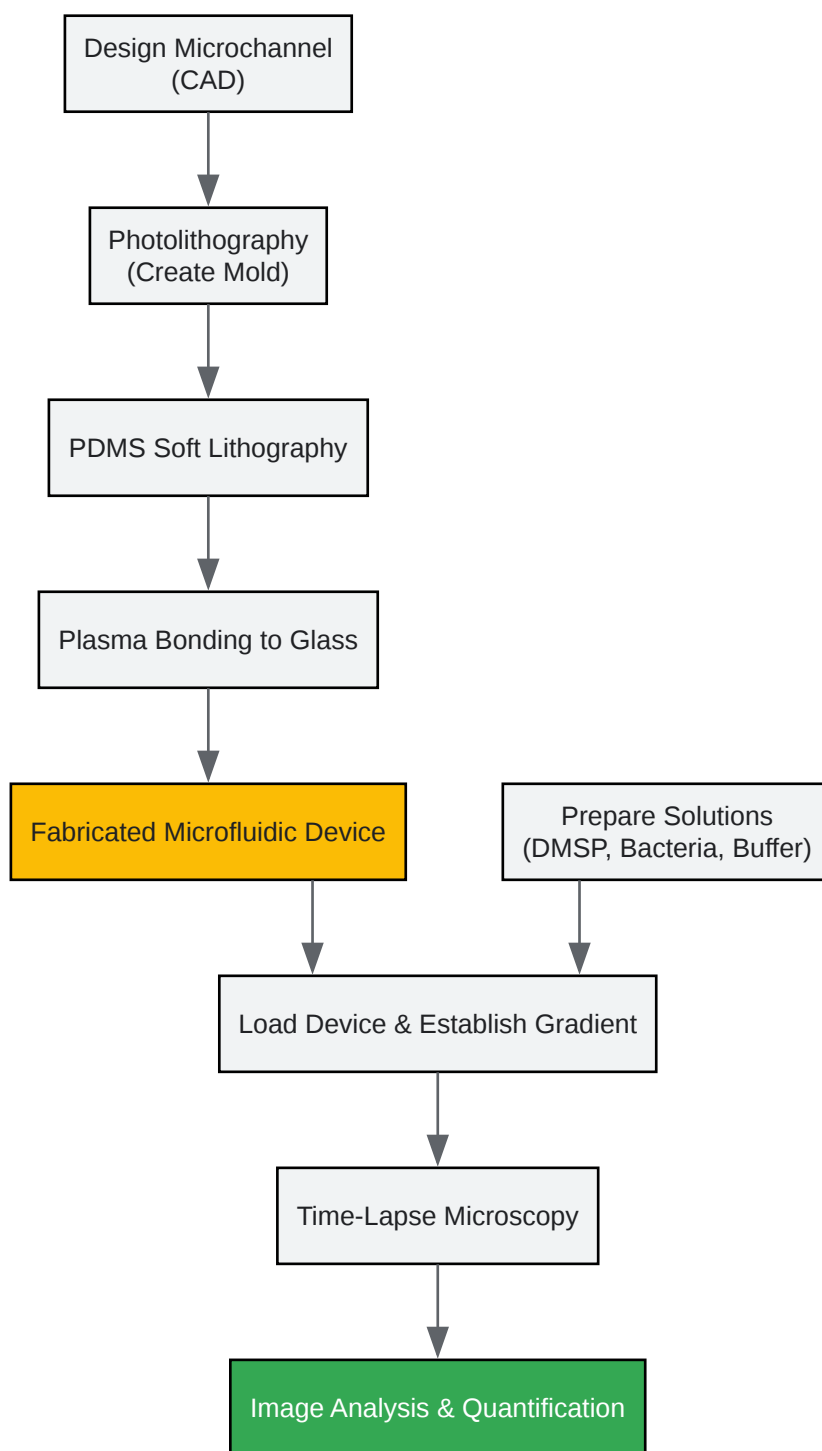 Design Microchannel
(CAD)
Photolithography
(Create Mold)
PDMS Soft Lithography
Plasma Bonding to Glass
Fabricated Microfluidic Device
Prepare Solutions
(DMSP, Bacteria, Buffer)
Load Device & Establish Gradient
Time-Lapse Microscopy
Image Analysis & Quantification